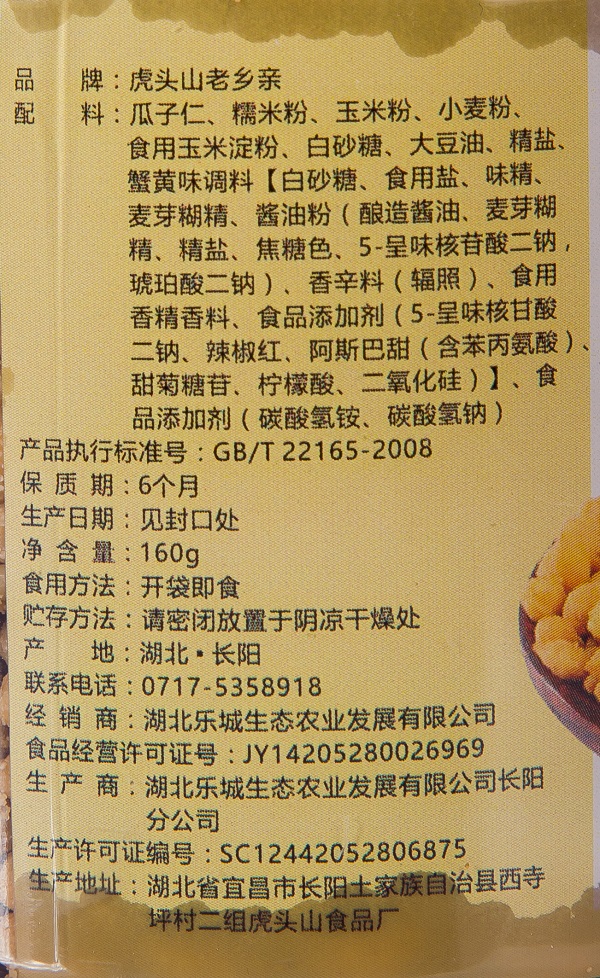 品 牌：虎头山老乡亲
配 料：瓜子仁、糯米粉、玉米粉、小麦粉、
食用玉米淀粉、白砂糖、大豆油、精盐、
蟹黄味调料【白砂糖、食用盐、味精、
麦芽糊精、酱油粉（酿造酱油、麦芽糊
精、精盐、焦糖色、5-呈味核苷酸二钠，
琥珀酸二钠）、香辛料（辐照）、食用
香精香料、食品添加剂（5-呈味核甘酸
二钠、辣椒红、阿斯巴甜（含苯丙氨酸）、
甜菊糖苷、柠檬酸、二氧化硅）】、食
品添加剂（碳酸氢铵、碳酸氢钠）
产品执行标准号：GB/T 22165-2008
保 质 期：6个月
生产日期：见封口处
净 含 量：160g
食用方法：开袋即食
贮存方法：请密闭放置于阴凉干燥处
产 地：湖北·长阳
联系电话：0717-5358918
经 销 商：湖北乐城生态农业发展有限公司
食品经营许可证号：JY14205280026969
生 产 商：湖北乐城生态农业发展有限公司长阳
分公司
生产许可证编号：SC12442052806875
生产地址：湖北省宜昌市长阳土家族自治县西寺
坪村二组虎头山食品厂